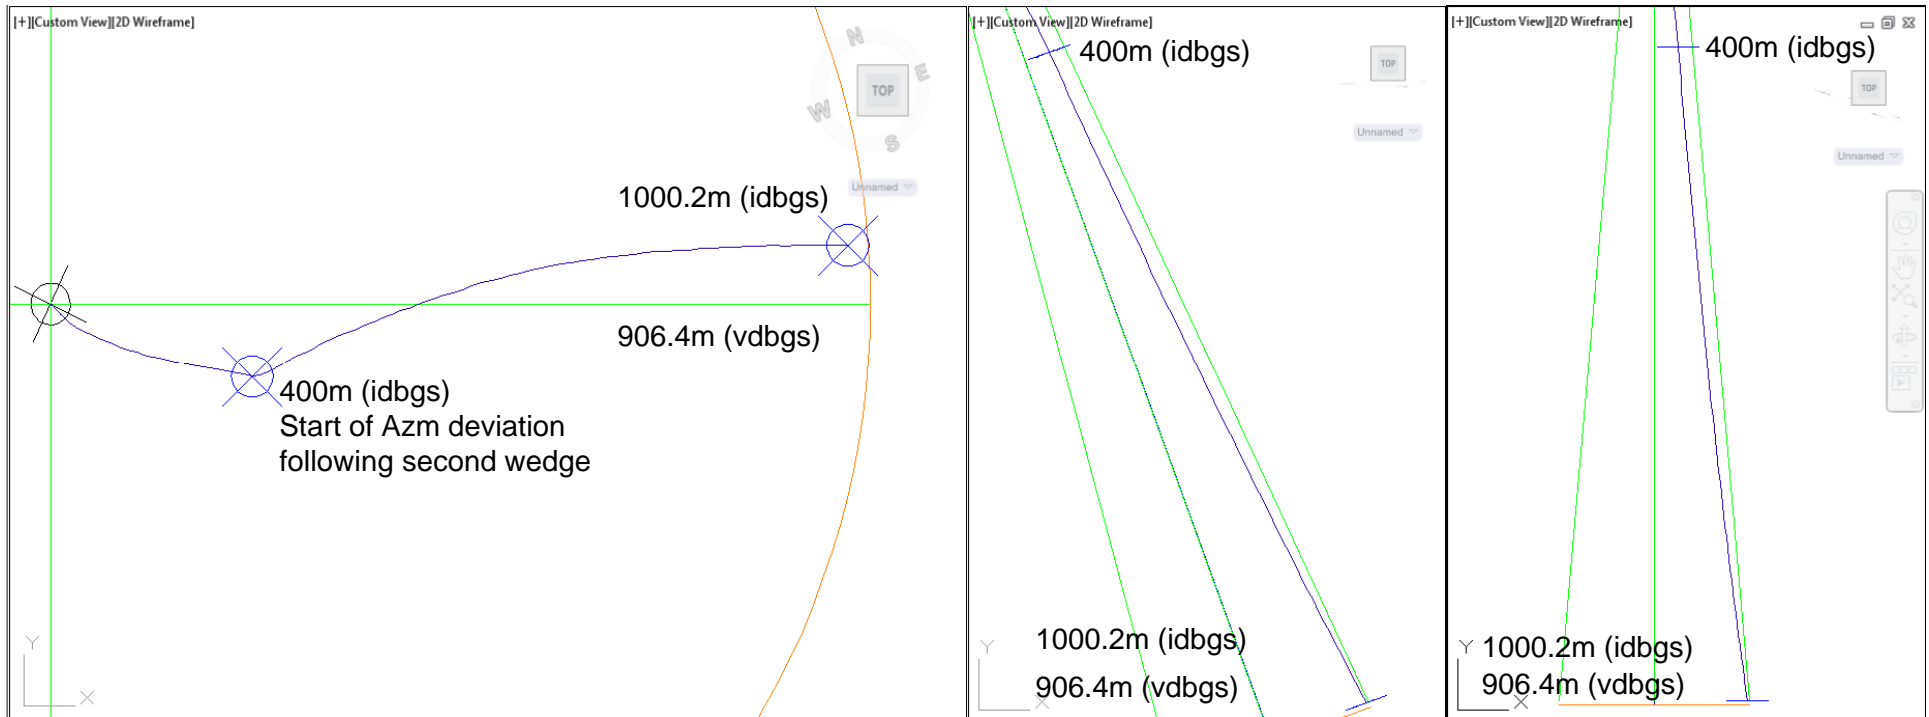 [+][Custom View][2D Wireframe]
N
E
TOP
W
S
Unnamed
1000.2m (idbgs)
906.4m (vdbgs)
400m (idbgs)
Start of Azm deviation
following second wedge
Y
X
[+][Custom View][2D Wireframe]
400m (idbgs)
TOP
Unnamed
1000.2m (idbgs)
Y
906.4m (vdbgs)
X
[+][Custom View][2D Wireframe]
400m (idbgs)
TOP
Unnamed
Y 1000.2m (idbgs)
906.4m (vdbgs)
X